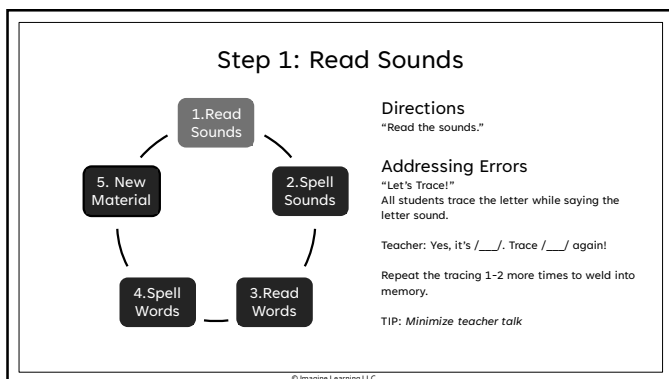 Step 1: Read Sounds
1.Read
Sounds
2.Spell
Sounds
3.Read
Words
4.Spell
Words
5. New
Material
Directions
“Read the sounds.”
Addressing Errors
“Let’s Trace!”
All students trace the letter while saying the
letter sound.
Teacher: Yes, it’s /___/. Trace /___/ again!
Repeat the tracing 1-2 more times to weld into
memory.
TIP: Minimize teacher talk
© Imagine Learning LLC